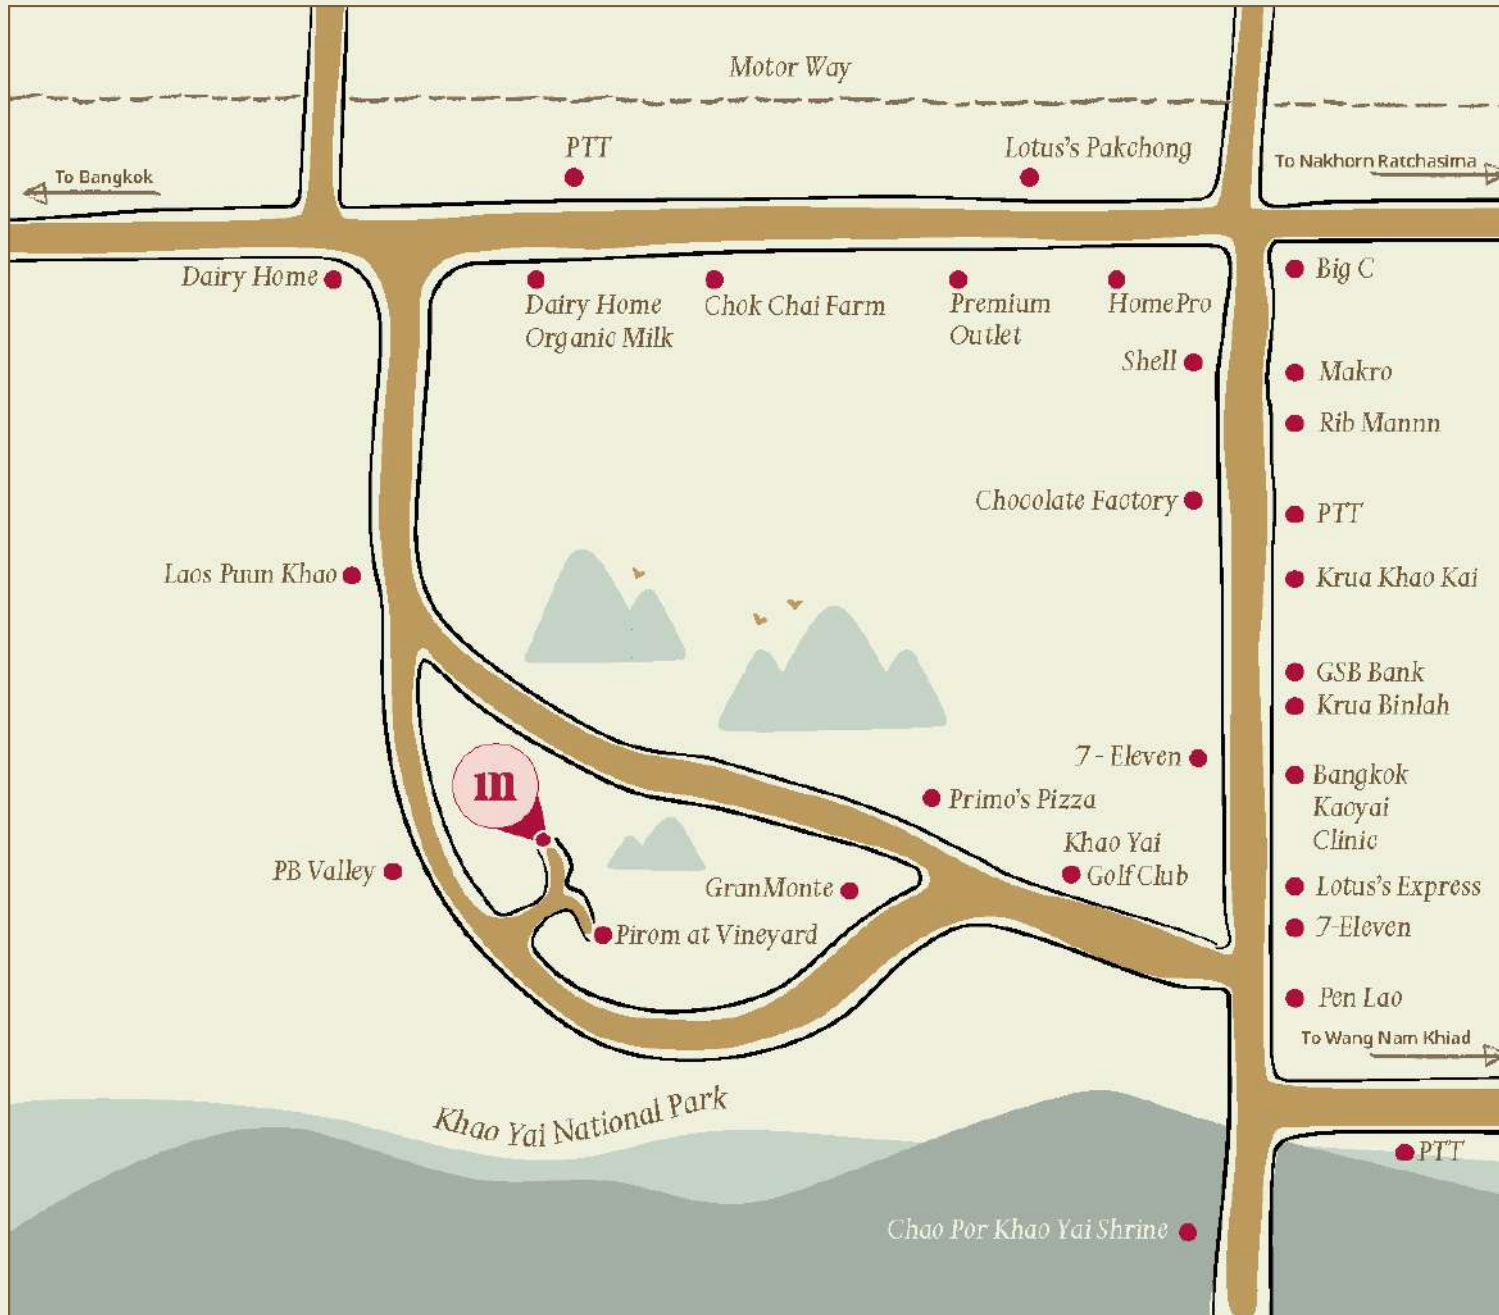 Motor Way
PTT
Lotus's Pakchong
To Bangkok
To Nakhorn Ratchasima
Dairy Home
Dairy Home
Organic Milk
Chok Chai Farm
Premium
Outlet
HomePro
Big C
Shell
Makro
Rib Mannn
Chocolate Factory
PTT
Laos Puun Khao
Krua Khao Kai
GSB Bank
Krua Binlah
7 - Eleven
m
Primo's Pizza
Bangkok
Kaoyai
Clinic
Khao Yai
Golf Club
PB Valley
GranMonte
Lotus's Express
Pirom at Vineyard
7-Eleven
Pen Lao
To Wang Nam Khiad
Khao Yai National Park
PTT
Chao Por Khao Yai Shrine